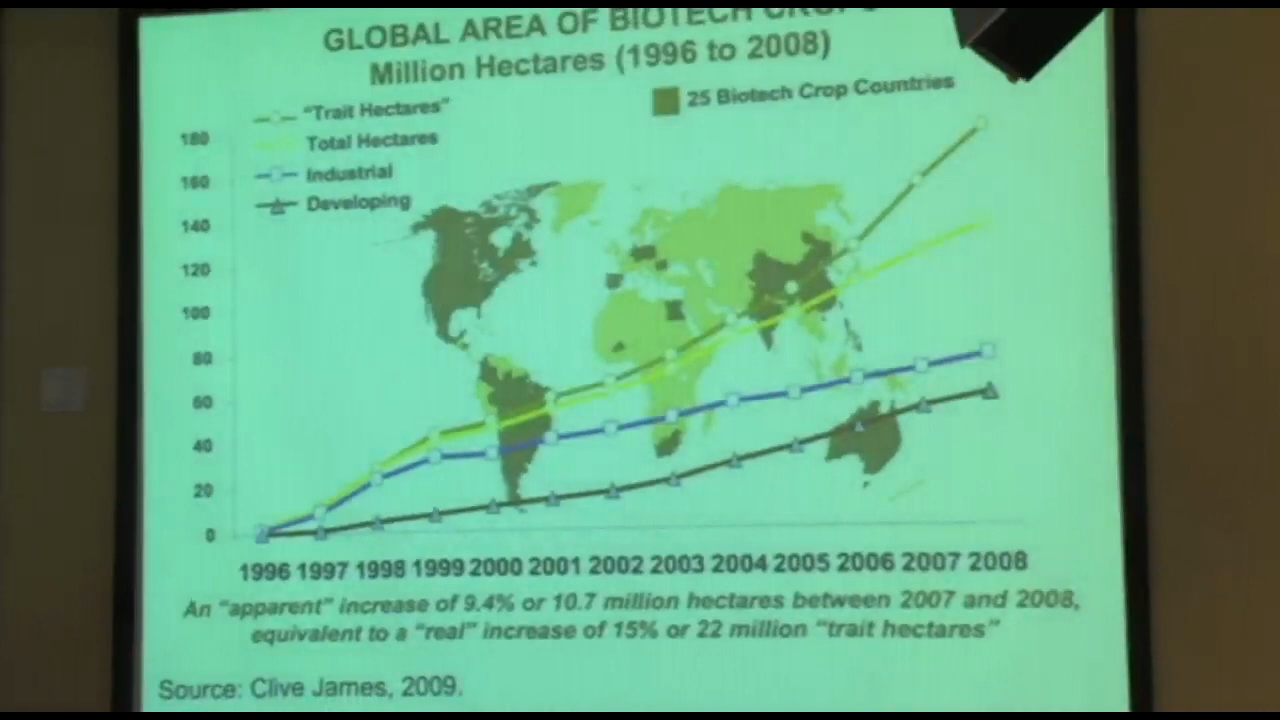 GLOBAL AREA OF BIOTECH CROPS
Million Hectares (1996 to 2008)
"Trait Hectares"
Total Hectares
Industrial
Developing
25 Biotech Crop Countries
180
160
140
120
100
80
60
40
20
0
1996 1997 1998 1999 2000 2001 2002 2003 2004 2005 2006 2007 2008
An "apparent" increase of 9.4% or 10.7 million hectares between 2007 and 2008,
equivalent to a "real" increase of 15% or 22 million "trait hectares"
Source: Clive James, 2009.